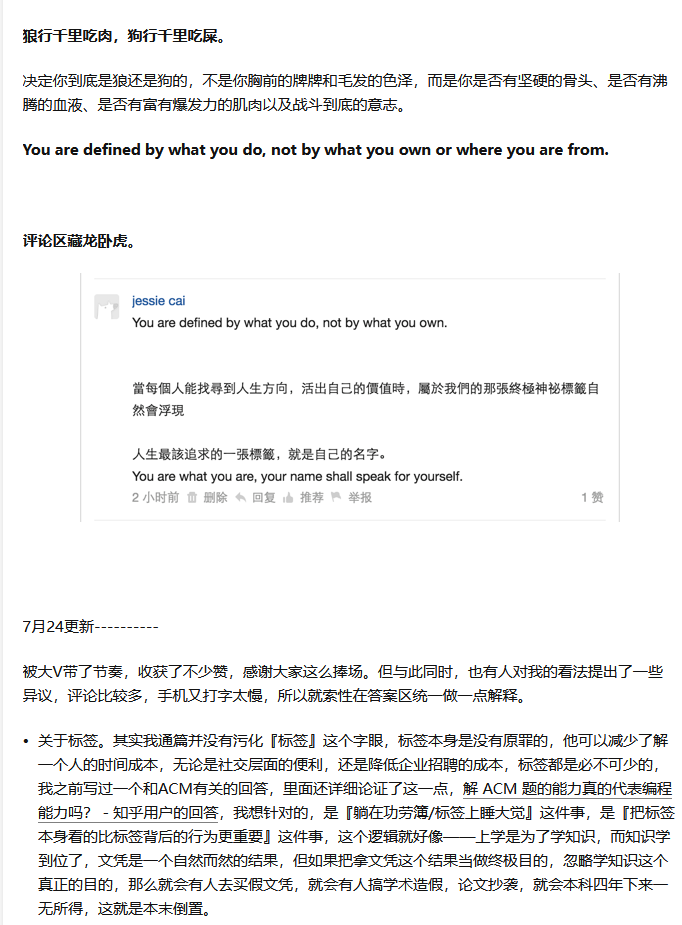 狼行千里吃肉，狗行千里吃屎。
决定你到底是狼还是狗的，不是你胸前的牌牌和毛发的色泽，而是你是否有坚硬的骨头、是否有沸
腾的血液、是否有富有爆发力的肌肉以及战斗到底的意志。
You are defined by what you do, not by what you own or where you are from.
评论区藏龙卧虎。
jessie cai
You are defined by what you do, not by what you own.
當每個人能找尋到人生方向，活出自己的價值時，屬於我們的那張終極神祕標籤自
然會浮現
人生最該追求的一張標籤，就是自己的名字。
You are what you are, your name shall speak for yourself.
2 小时前 删除 回复 推荐 举报 1 赞
7月24更新----------
被大V带了节奏，收获了不少赞，感谢大家这么捧场。但与此同时，也有人对我的看法提出了一些
异议，评论比较多，手机又打字太慢，所以就索性在答案区统一做一点解释。
• 关于标签。其实我通篇并没有污化『标签』这个字眼，标签本身是没有原罪的，他可以减少了解
一个人的时间成本，无论是社交层面的便利，还是降低企业招聘的成本，标签都是必不可少的，
我之前写过一个和ACM有关的回答，里面还详细论证了这一点，解 ACM 题的能力真的代表编程
能力吗？ - 知乎用户的回答，我想针对的，是『躺在功劳簿/标签上睡大觉』这件事，是『把标签
本身看的比标签背后的行为更重要』这件事，这个逻辑就好像——上学是为了学知识，而知识学
到位了，文凭是一个自然而然的结果，但如果把拿文凭这个结果当做终极目的，忽略学知识这个
真正的目的，那么就会有人去买假文凭，就会有人搞学术造假，论文抄袭，就会本科四年下来一
无所得，这就是本末倒置。